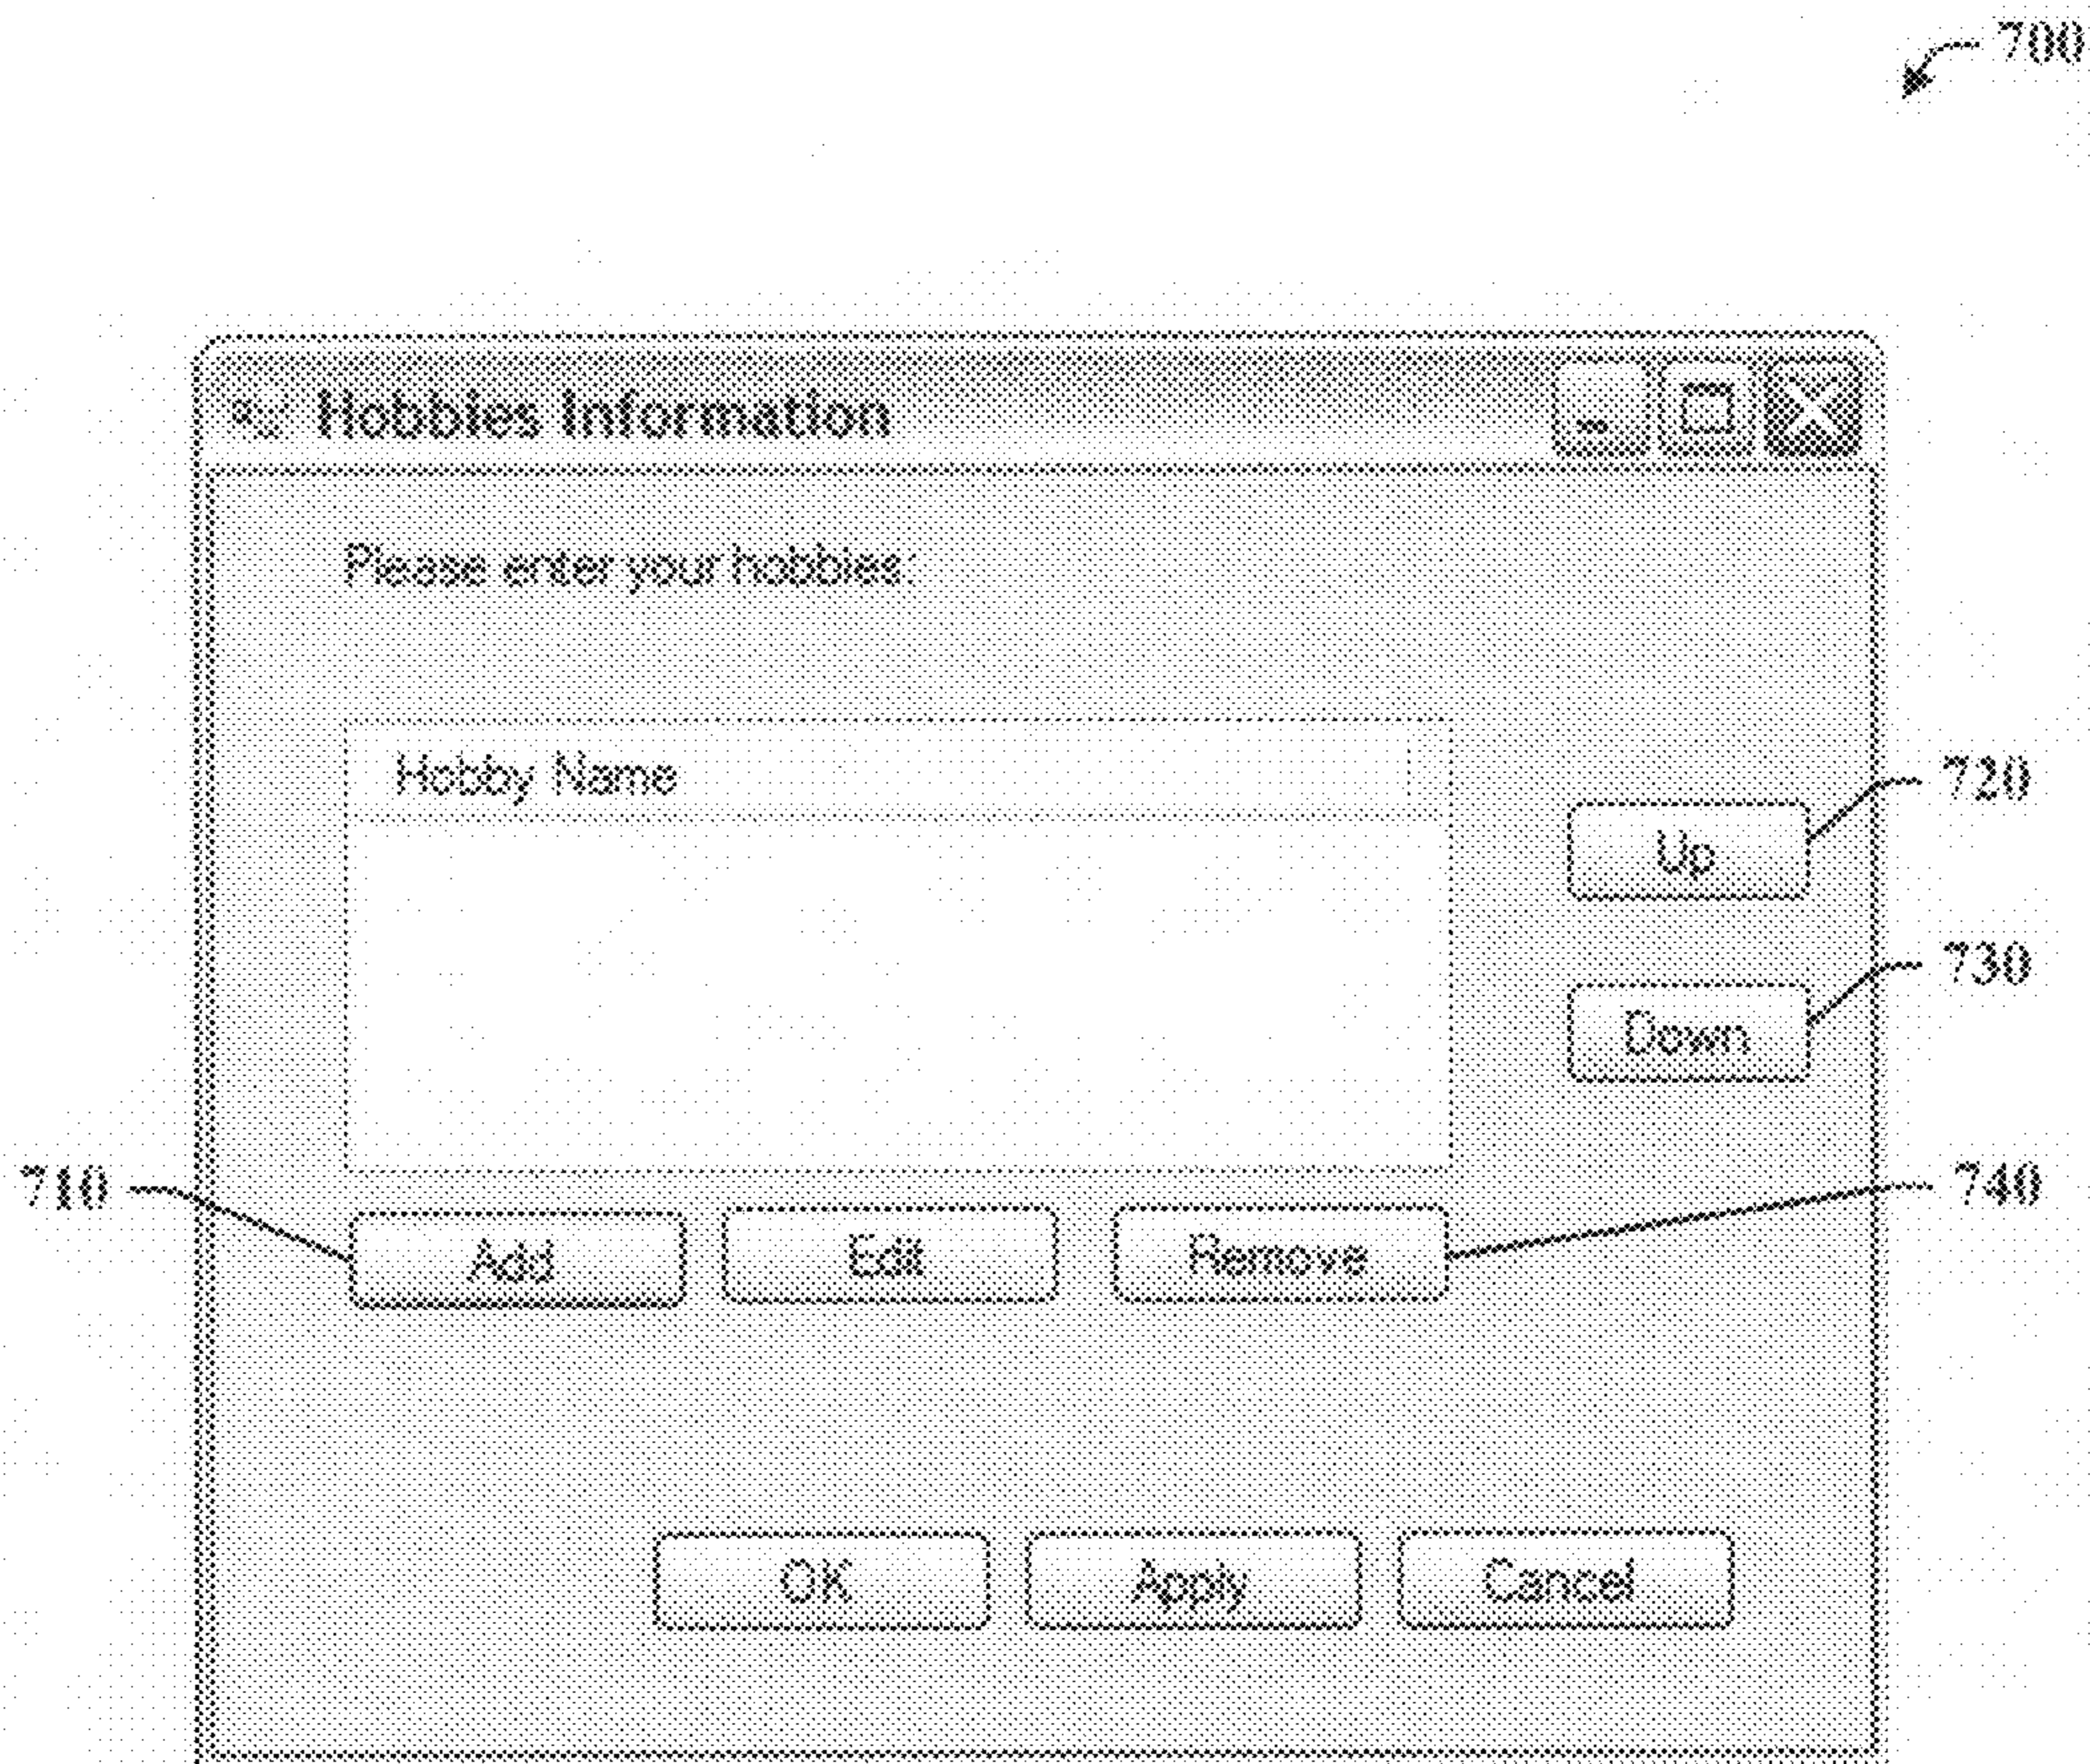 700
Hobbies Information
Please enter your hobbies:
Hobby Name
720
Up
730
Down
710
740
Add Edit Remove
OK Apply Cancel